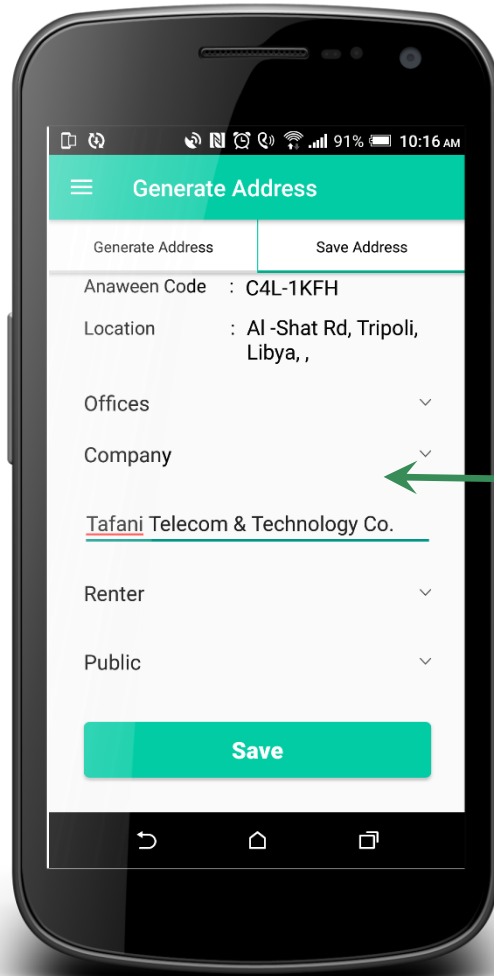 91% 10:16 AM
Generate Address
Generate Address Save Address
Anaween Code : C4L-1KFH
Location : Al -Shat Rd, Tripoli,
Libya, ,
Offices
Company
Tafani Telecom & Technology Co.
Renter
Public
Save